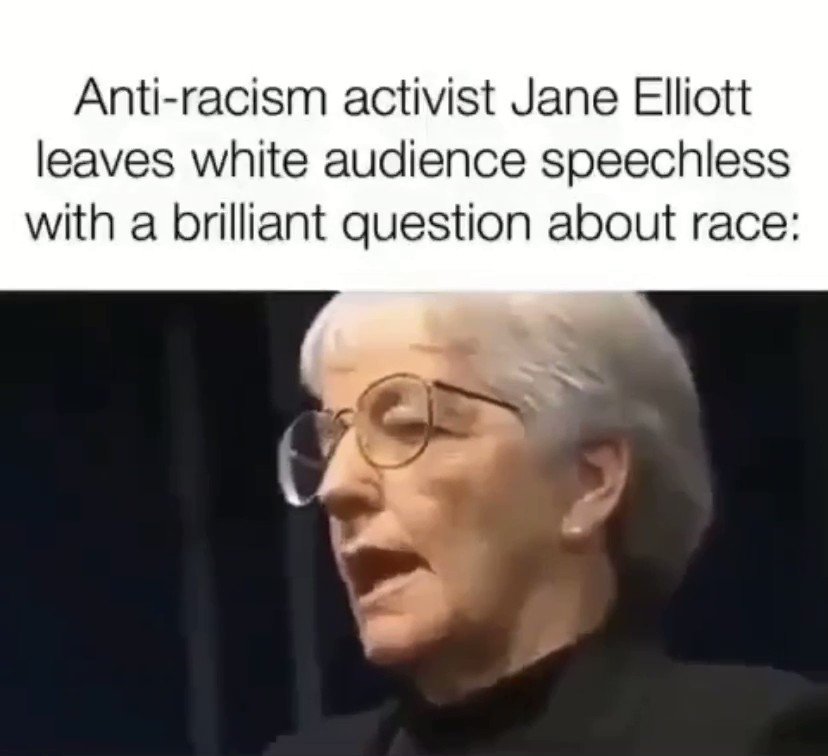 Anti-racism activist Jane Elliott
leaves white audience speechless
with a brilliant question about race: